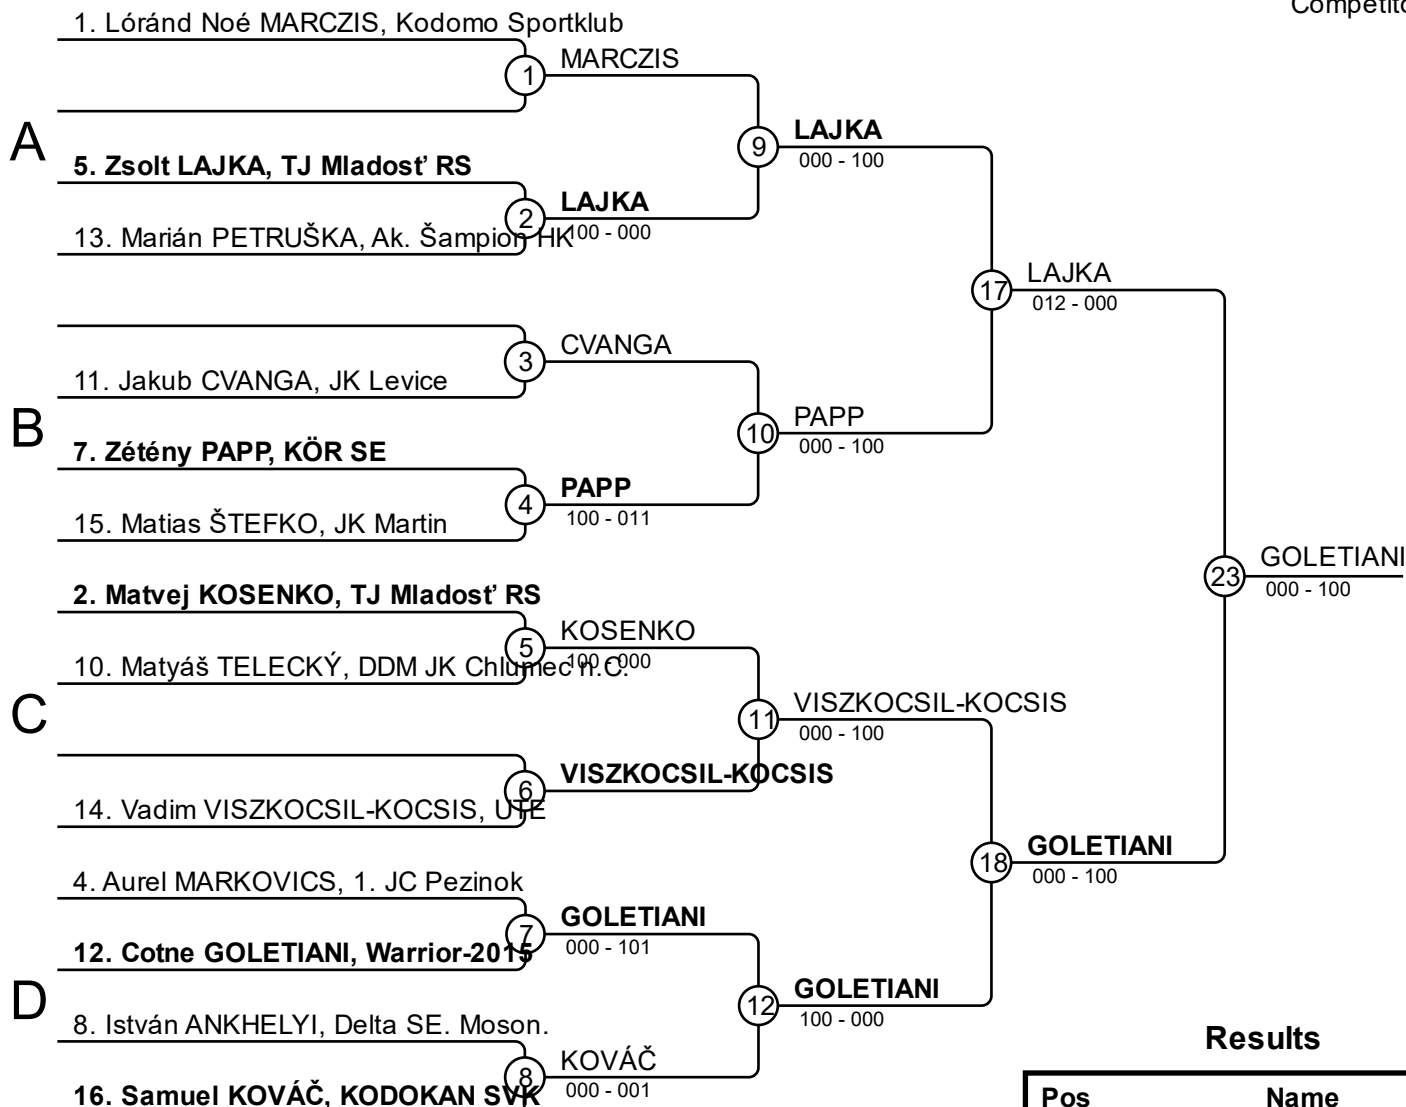 Competito
1. Lóránd Noé MARCZIS, Kodomo Sportklub
1
MARCZIS
A
9
LAJKA
000 - 100
5. Zsolt LAJKA, TJ Mladosť RS
2
LAJKA
100 - 000
13. Marián PETRUŠKA, Ak. Šampion HK
17
LAJKA
012 - 000
3
CVANGA
11. Jakub CVANGA, JK Levice
B
10
PAPP
000 - 100
7. Zétény PAPP, KÖR SE
4
PAPP
100 - 011
15. Matias ŠTEFKO, JK Martin
23
GOLETIANI
000 - 100
2. Matvej KOSENKO, TJ Mladosť RS
5
KOSENKO
100 - 000
10. Matyáš TELECKÝ, DDM JK Chlumec n.C.
C
11
VISZKOCSIL-KOCSIS
000 - 100
6
VISZKOCSIL-KOCSIS
14. Vadim VISZKOCSIL-KOCSIS, UTE
18
GOLETIANI
000 - 100
4. Aurel MARKOVICS, 1. JC Pezinok
7
GOLETIANI
000 - 101
12. Cotne GOLETIANI, Warrior-2015
D
12
GOLETIANI
100 - 000
8. István ANKHELYI, Delta SE. Moson.
8
KOVÁČ
000 - 001
16. Samuel KOVÁČ, KODOKAN SVK
Results
Pos Name